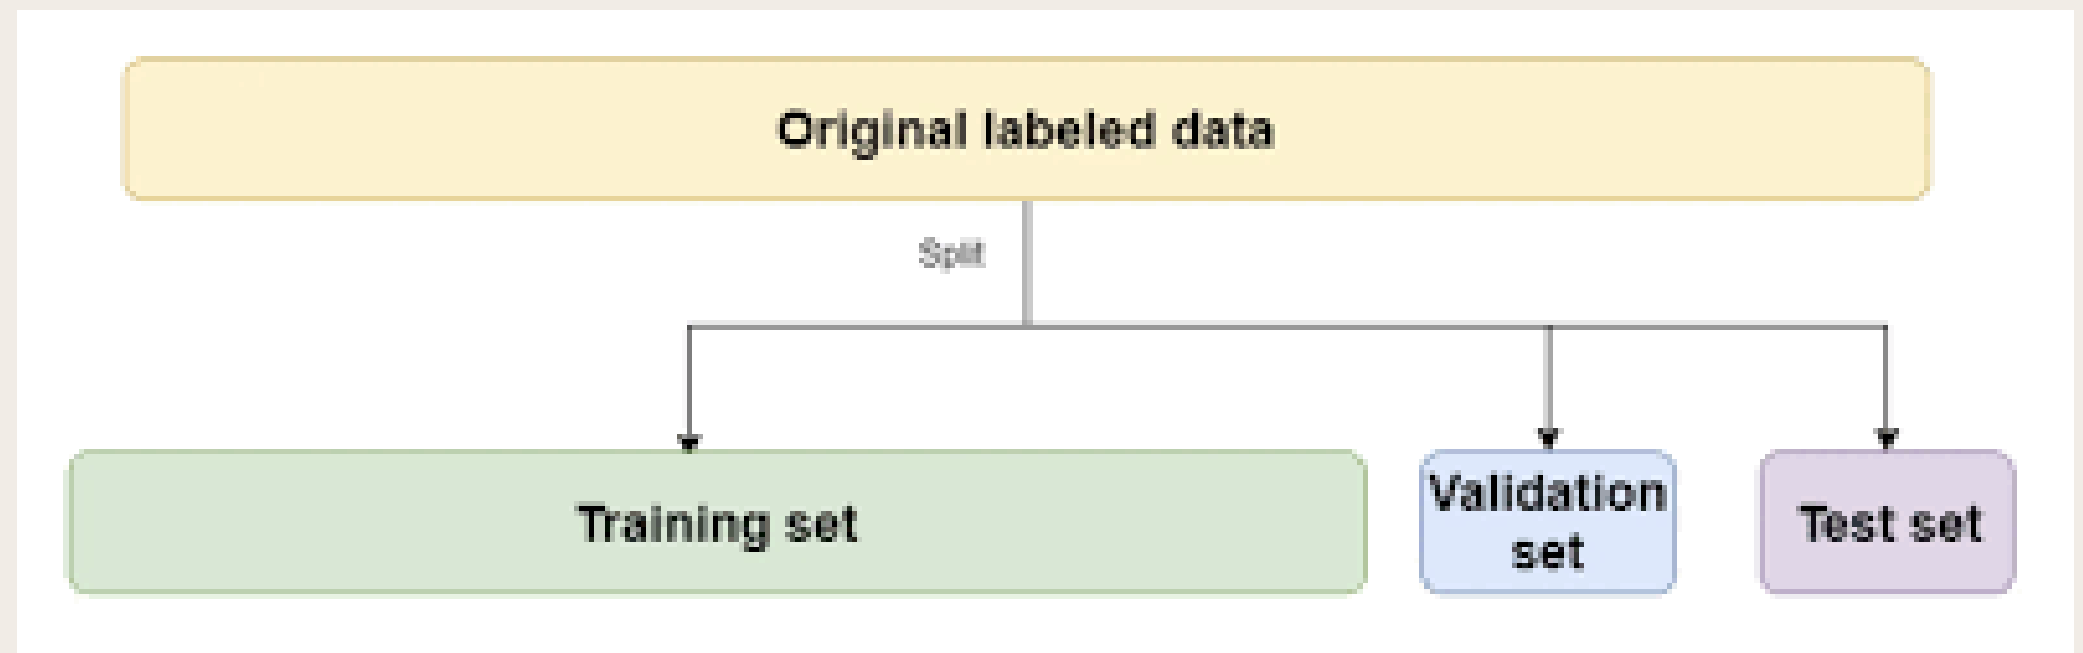 Original labeled data
Split
Training set
Validation
set
Test set